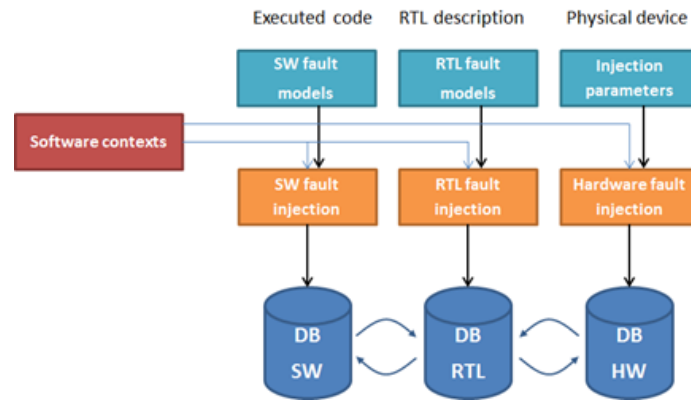 Executed code
RTL description
Physical device
SW fault
models
RTL fault
models
Injection
parameters
Software contexts
SW fault
injection
RTL fault
injection
Hardware fault
injection
DB
SW
DB
RTL
DB
HW